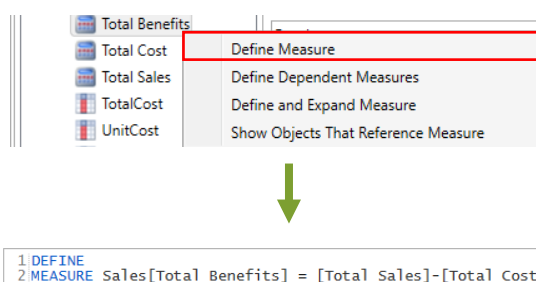 Total Benefits
Total Cost
Define Measure
Total Sales
Define Dependent Measures
TotalCost
Define and Expand Measure
UnitCost
Show Objects That Reference Measure
1 DEFINE
2 MEASURE Sales[Total Benefits] = [Total Sales]-[Total Cost